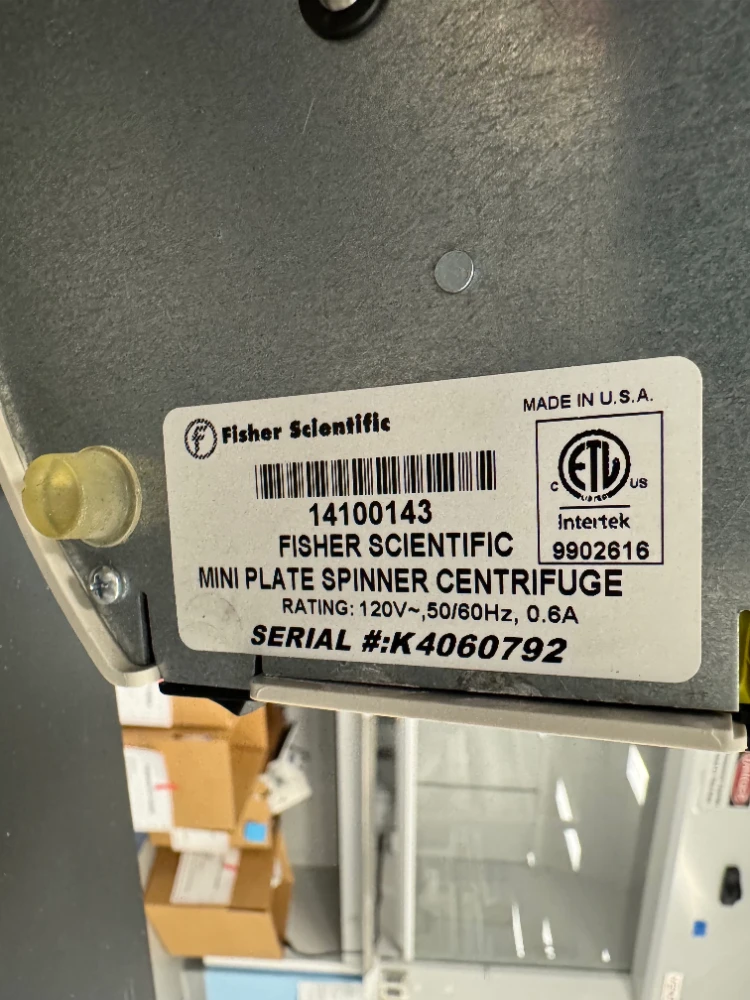 Fisher Scientific
MADE IN U.S.A.
14100143
FISHER SCIENTIFIC
MINI PLATE SPINNER CENTRIFUGE
RATING: 120V~,50/60Hz, 0.6A
SERIAL #:K4060792
ETL
C US
LISTED
Intertek
9902616